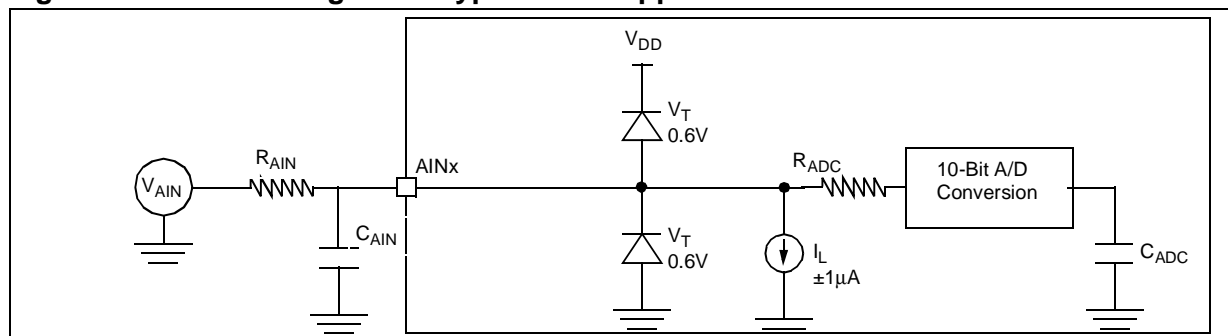 V_DD
V_T
0.6V
R_AIN
AINx
R_ADC
10-Bit A/D
Conversion
V_AIN
C_AIN
V_T
0.6V
I_L
±1µA
C_ADC